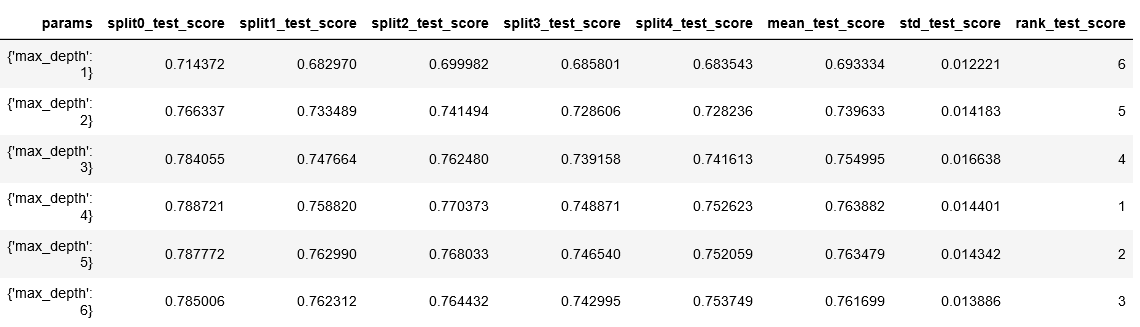 params split0_test_score split1_test_score split2_test_score split3_test_score split4_test_score mean_test_score std_test_score rank_test_score
{'max_depth':
1} 0.714372 0.682970 0.699982 0.685801 0.683543 0.693334 0.012221 6
{'max_depth':
2} 0.766337 0.733489 0.741494 0.728606 0.728236 0.739633 0.014183 5
{'max_depth':
3} 0.784055 0.747664 0.762480 0.739158 0.741613 0.754995 0.016638 4
{'max_depth':
4} 0.788721 0.758820 0.770373 0.748871 0.752623 0.763882 0.014401 1
{'max_depth':
5} 0.787772 0.762990 0.768033 0.746540 0.752059 0.763479 0.014342 2
{'max_depth':
6} 0.785006 0.762312 0.764432 0.742995 0.753749 0.761699 0.013886 3